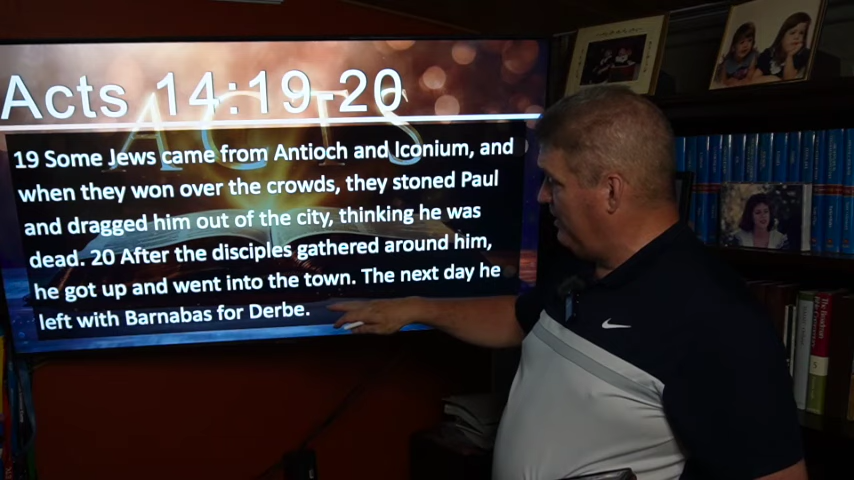 Acts 14:19-20
ACTS
19 Some Jews came from Antioch and Iconium, and
when they won over the crowds, they stoned Paul
and dragged him out of the city, thinking he was
dead. 20 After the disciples gathered around him,
he got up and went into the town. The next day he
left with Barnabas for Derbe.